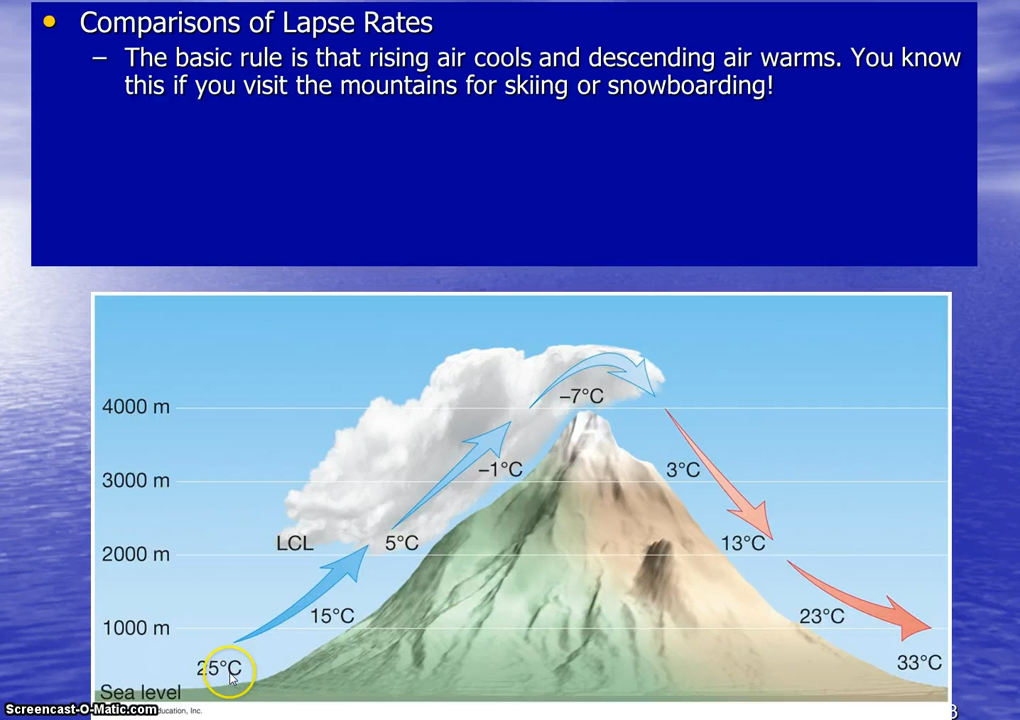 • Comparisons of Lapse Rates
– The basic rule is that rising air cools and descending air warms. You know
this if you visit the mountains for skiing or snowboarding!
4000 m
–7°C
3000 m
–1°C
3°C
2000 m
LCL
5°C
13°C
1000 m
15°C
23°C
25°C
33°C
Sea level
Screencast-O-Matic.com
Inc.
3